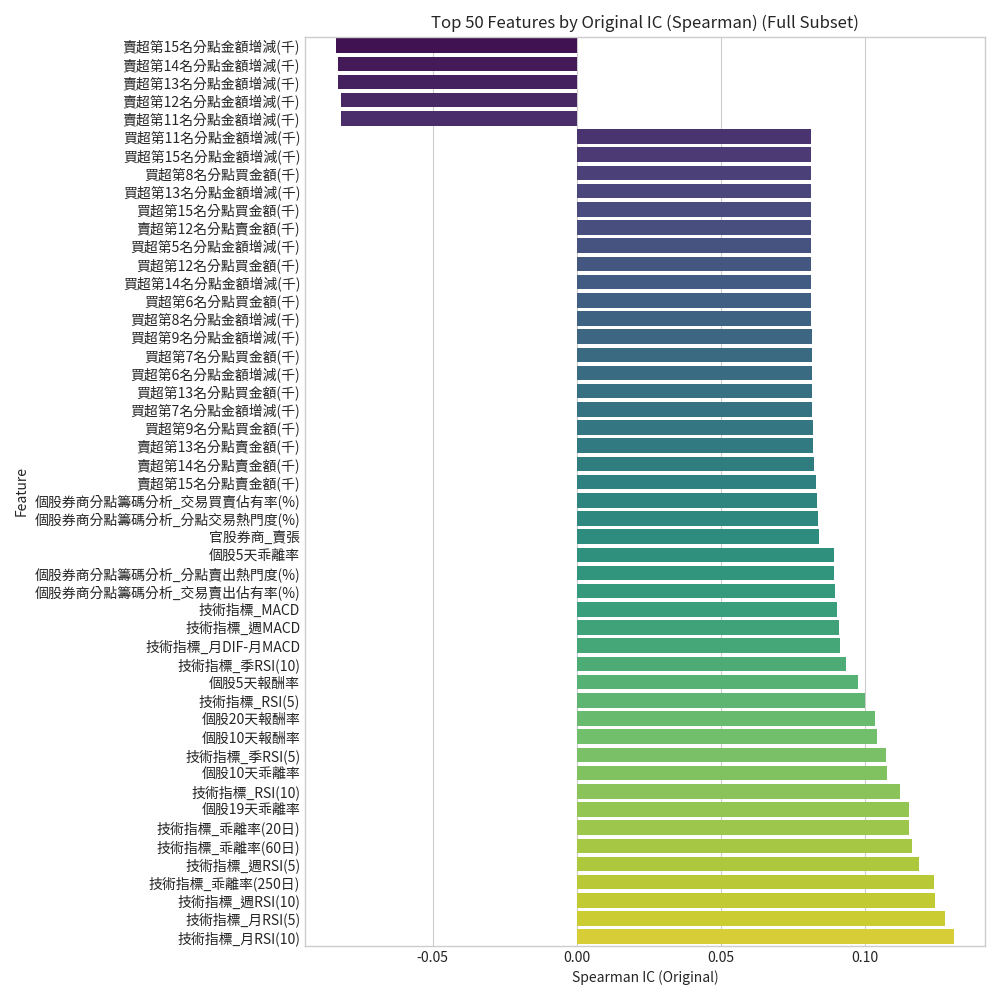 Top 50 Features by Original IC (Spearman) (Full Subset)
賣超第15名分點金額增減(千)
賣超第14名分點金額增減(千)
賣超第13名分點金額增減(千)
賣超第12名分點金額增減(千)
賣超第11名分點金額增減(千)
買超第11名分點金額增減(千)
買超第15名分點金額增減(千)
買超第8名分點買金額(千)
買超第13名分點金額增減(千)
買超第15名分點買金額(千)
賣超第12名分點賣金額(千)
買超第5名分點金額增減(千)
買超第12名分點買金額(千)
買超第14名分點金額增減(千)
買超第6名分點買金額(千)
買超第8名分點金額增減(千)
買超第9名分點金額增減(千)
買超第7名分點買金額(千)
買超第6名分點金額增減(千)
買超第13名分點買金額(千)
買超第7名分點金額增減(千)
買超第9名分點買金額(千)
賣超第13名分點賣金額(千)
賣超第14名分點賣金額(千)
賣超第15名分點賣金額(千)
個股券商分點籌碼分析_交易買賣佔有率(%)
個股券商分點籌碼分析_分點交易熱門度(%)
官股券商_賣張
個股5天乖離率
個股券商分點籌碼分析_分點賣出熱門度(%)
個股券商分點籌碼分析_交易賣出佔有率(%)
技術指標_MACD
技術指標_週MACD
技術指標_月DIF-月MACD
技術指標_季RSI(10)
個股5天報酬率
技術指標_RSI(5)
個股20天報酬率
個股10天報酬率
技術指標_季RSI(5)
個股10天乖離率
技術指標_RSI(10)
個股19天乖離率
技術指標_乖離率(20日)
技術指標_乖離率(60日)
技術指標_週RSI(5)
技術指標_乖離率(250日)
技術指標_週RSI(10)
技術指標_月RSI(5)
技術指標_月RSI(10)
Feature
-0.05 0.00 0.05 0.10
Spearman IC (Original)